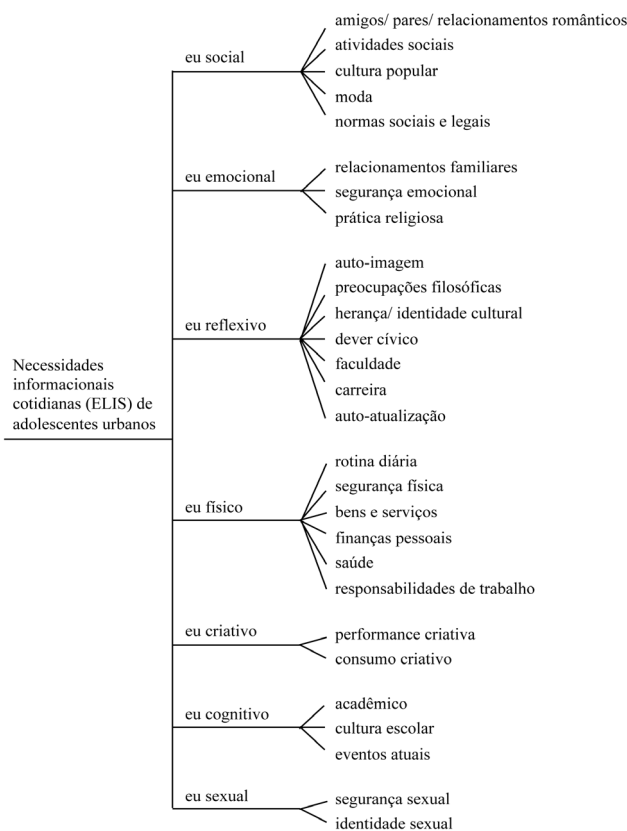 Necessidades
informacionais
cotidianas (ELIS) de
adolescentes urbanos
eu social
amigos/ pares/ relacionamentos românticos
atividades sociais
cultura popular
moda
normas sociais e legais
eu emocional
relacionamentos familiares
segurança emocional
prática religiosa
eu reflexivo
auto-imagem
preocupações filosóficas
herança/ identidade cultural
dever cívico
faculdade
carreira
auto-atualização
eu físico
rotina diária
segurança física
bens e serviços
finanças pessoais
saúde
responsabilidades de trabalho
eu criativo
performance criativa
consumo criativo
eu cognitivo
acadêmico
cultura escolar
eventos atuais
eu sexual
segurança sexual
identidade sexual